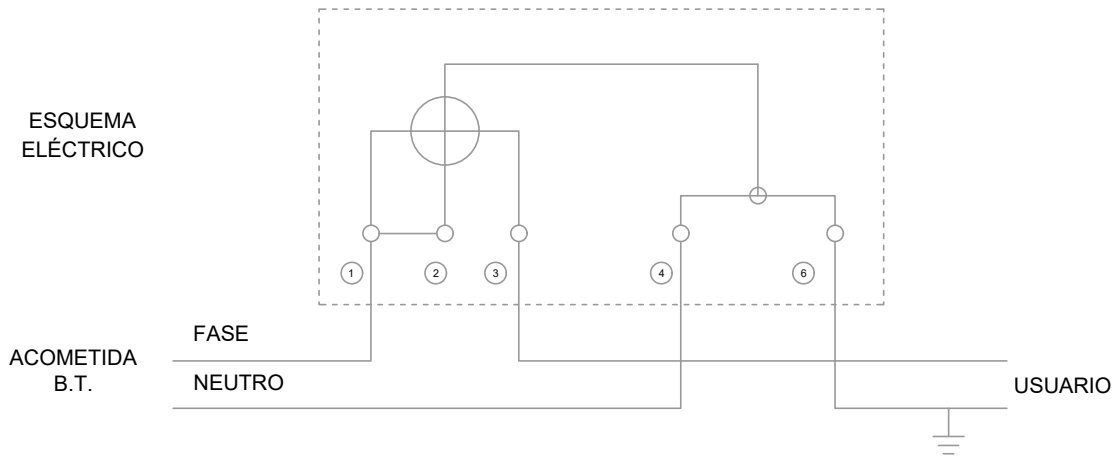 ESQUEMA
ELÉCTRICO
1
2
3
4
6
FASE
ACOMETIDA
B.T.
NEUTRO
USUARIO